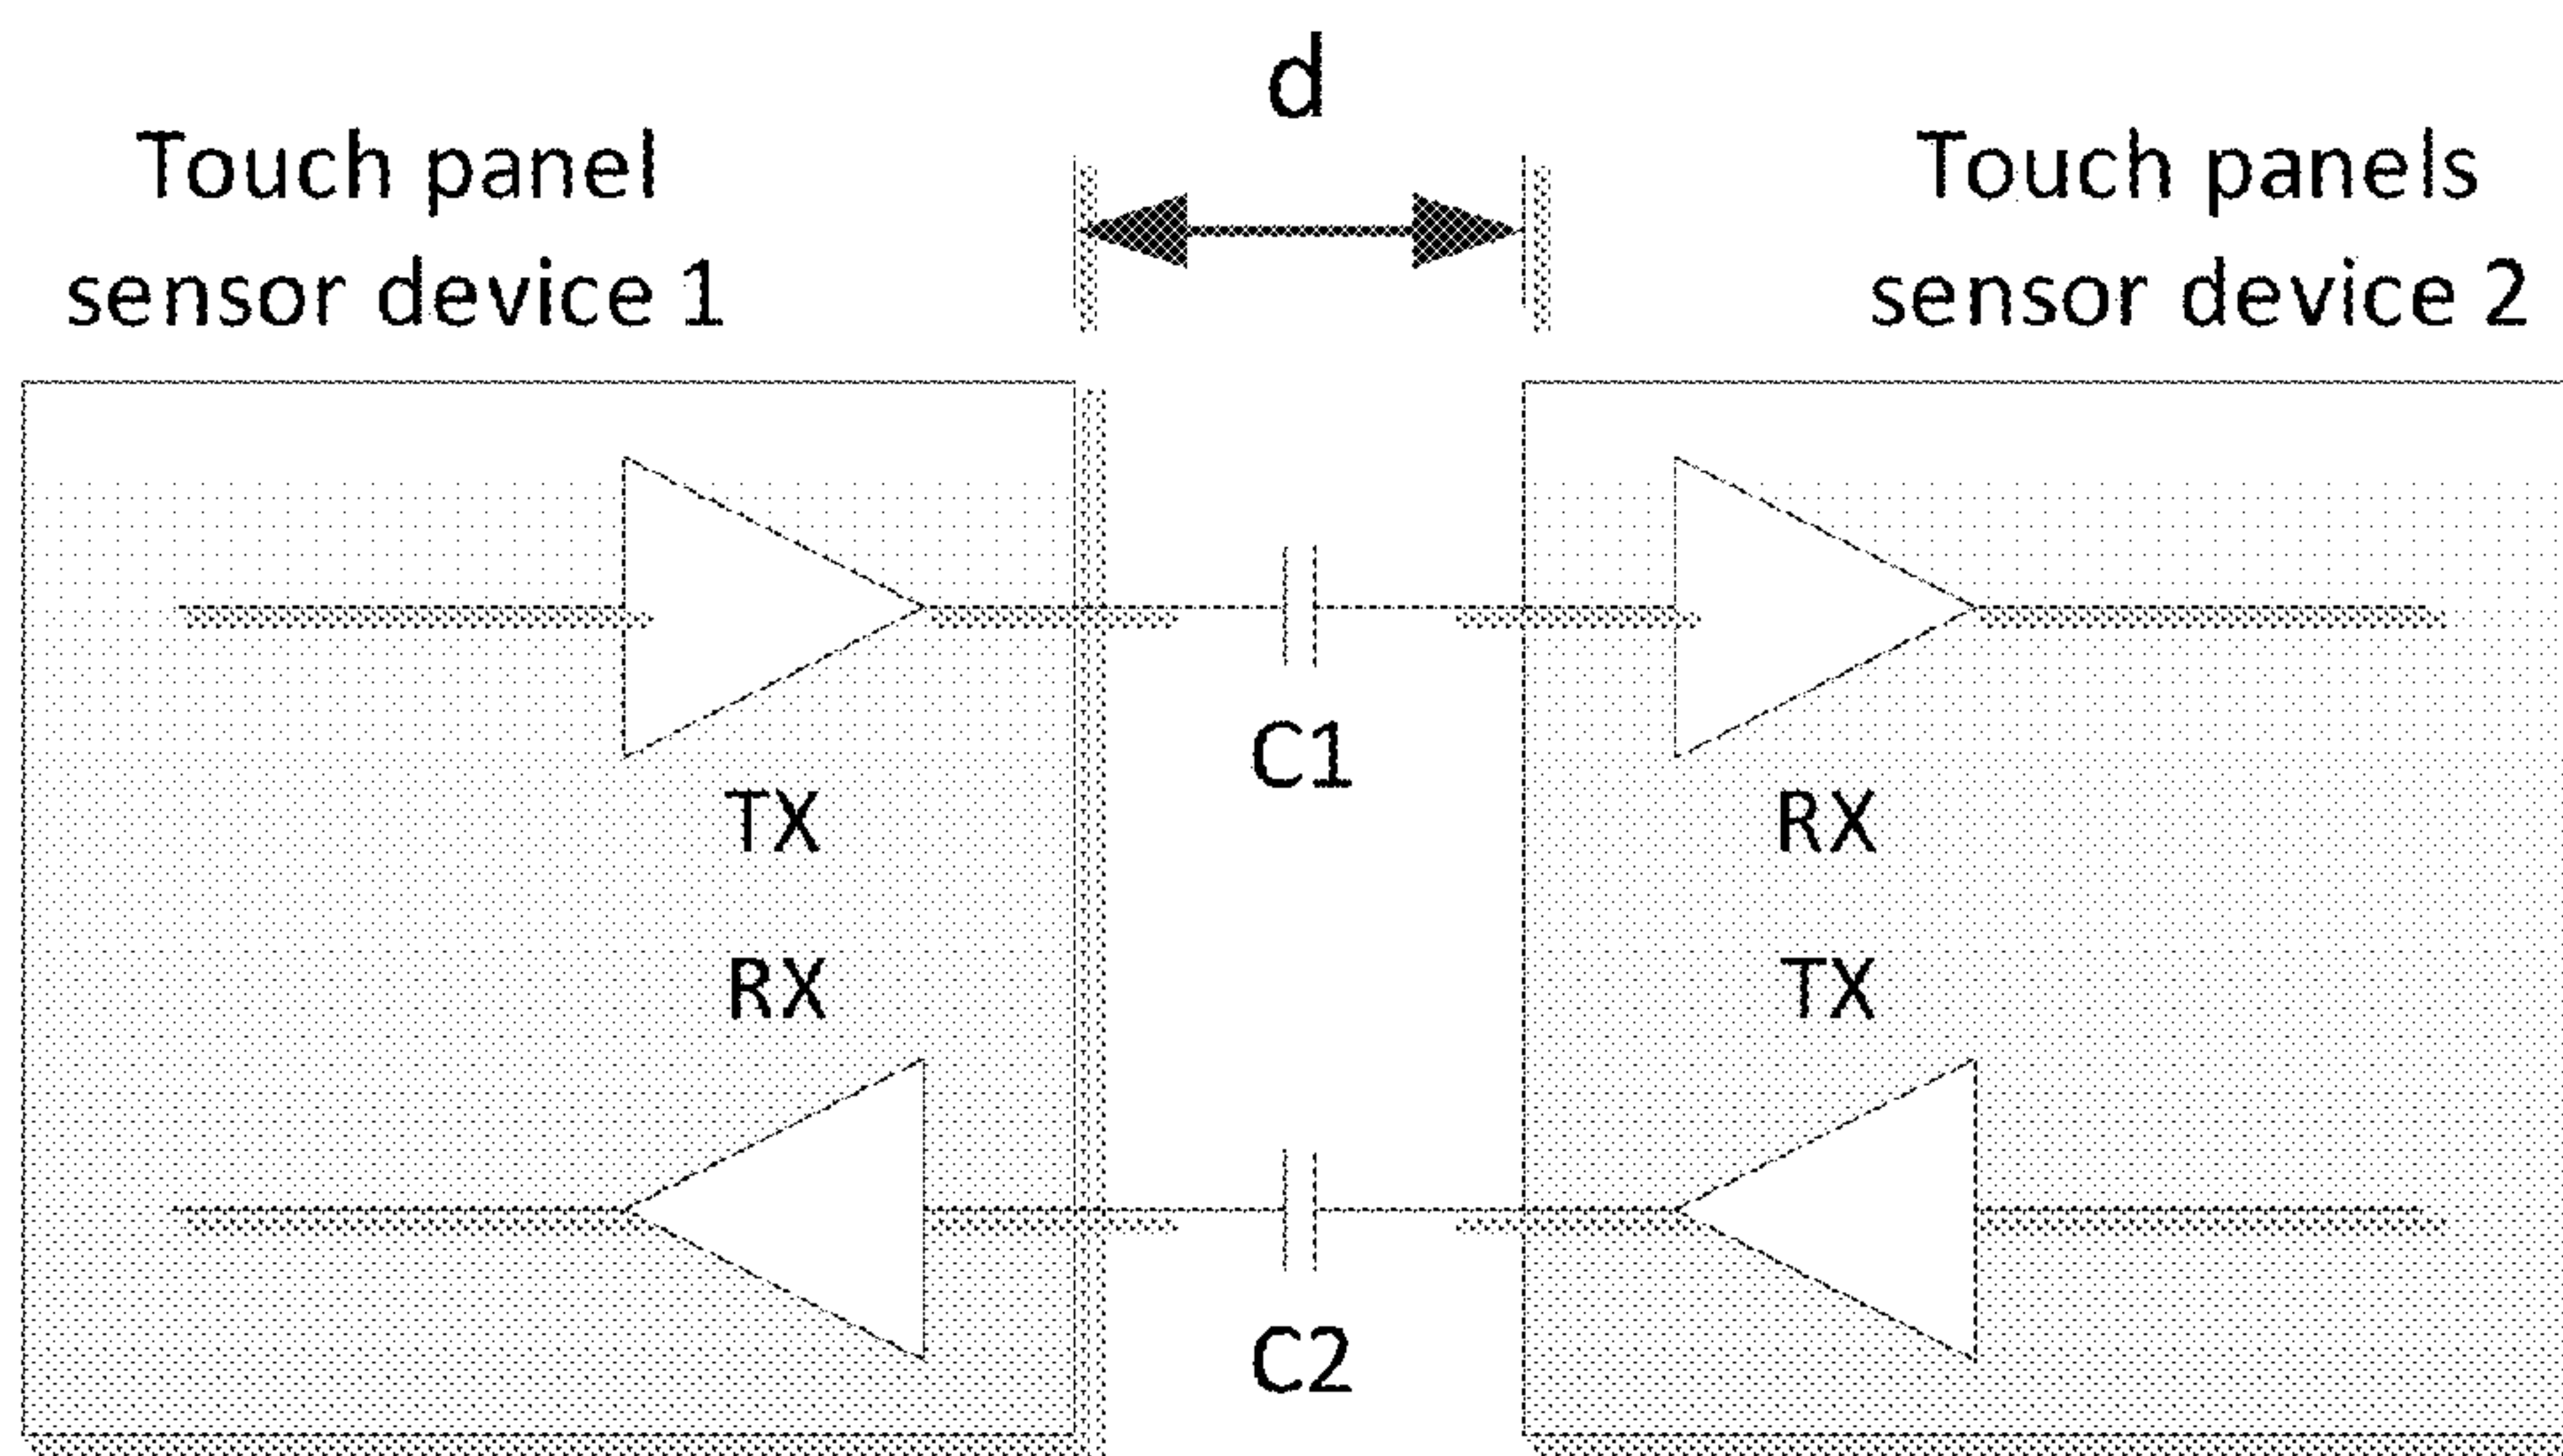 d
Touch panel
sensor device 1
Touch panels
sensor device 2
C1
TX
RX
RX
TX
C2